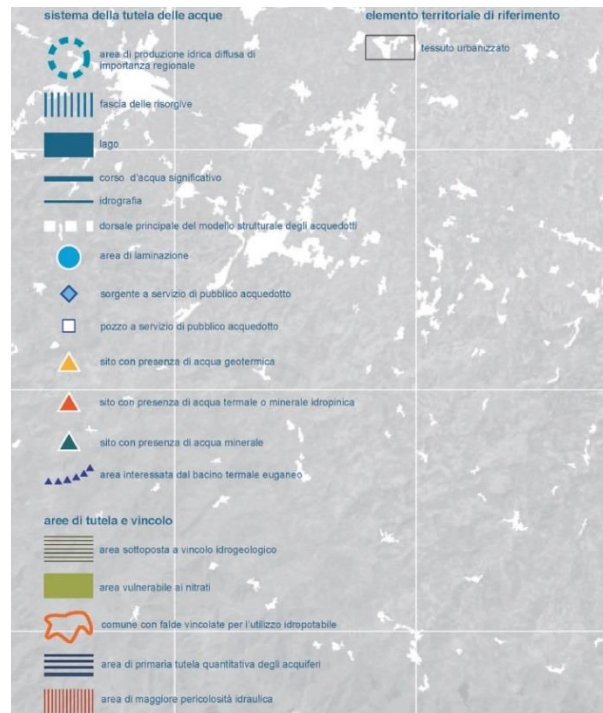 sistema della tutela delle acque
area di produzione idrica diffusa di
importanza regionale
fascia delle risorgive
lago
corso d'acqua significativo
idrografia
dorsale principale del modello strutturale degli acquedotti
area di laminazione
sorgente a servizio di pubblico acquedotto
pozzo a servizio di pubblico acquedotto
sito con presenza di acqua geotermica
sito con presenza di acqua termale o minerale idropinica
sito con presenza di acqua minerale
area interessata dal bacino termale euganeo
aree di tutela e vincolo
area sottoposta a vincolo idrogeologico
area vulnerabile ai nitrati
comune con falde vincolate per l'utilizzo idropotabile
area di primaria tutela quantitativa degli acquiferi
area di maggiore pericolosità idraulica
elemento territoriale di riferimento
tessuto urbanizzato